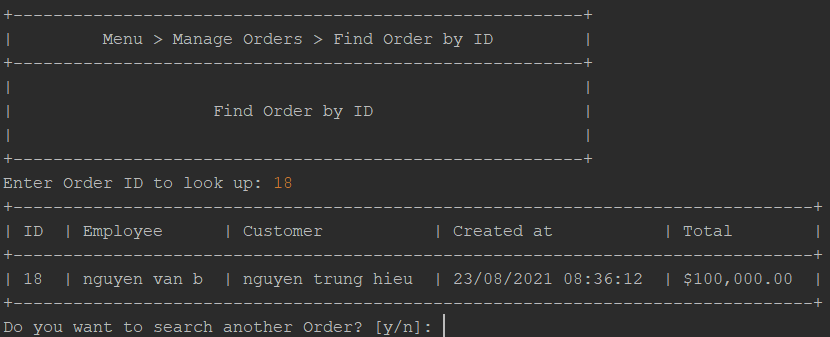 +---------------------------------------------------------+
|         Menu > Manage Orders > Find Order by ID         |
+---------------------------------------------------------+
|                                                         |
|                    Find Order by ID                     |
|                                                         |
+---------------------------------------------------------+
Enter Order ID to look up: 18
+--------------------------------------------------------------------------------+
| ID  | Employee      | Customer           | Created at           | Total        |
+--------------------------------------------------------------------------------+
| 18  | nguyen van b  | nguyen trung hieu  | 23/08/2021 08:36:12  | $100,000.00  |
+--------------------------------------------------------------------------------+
Do you want to search another Order? [y/n]: